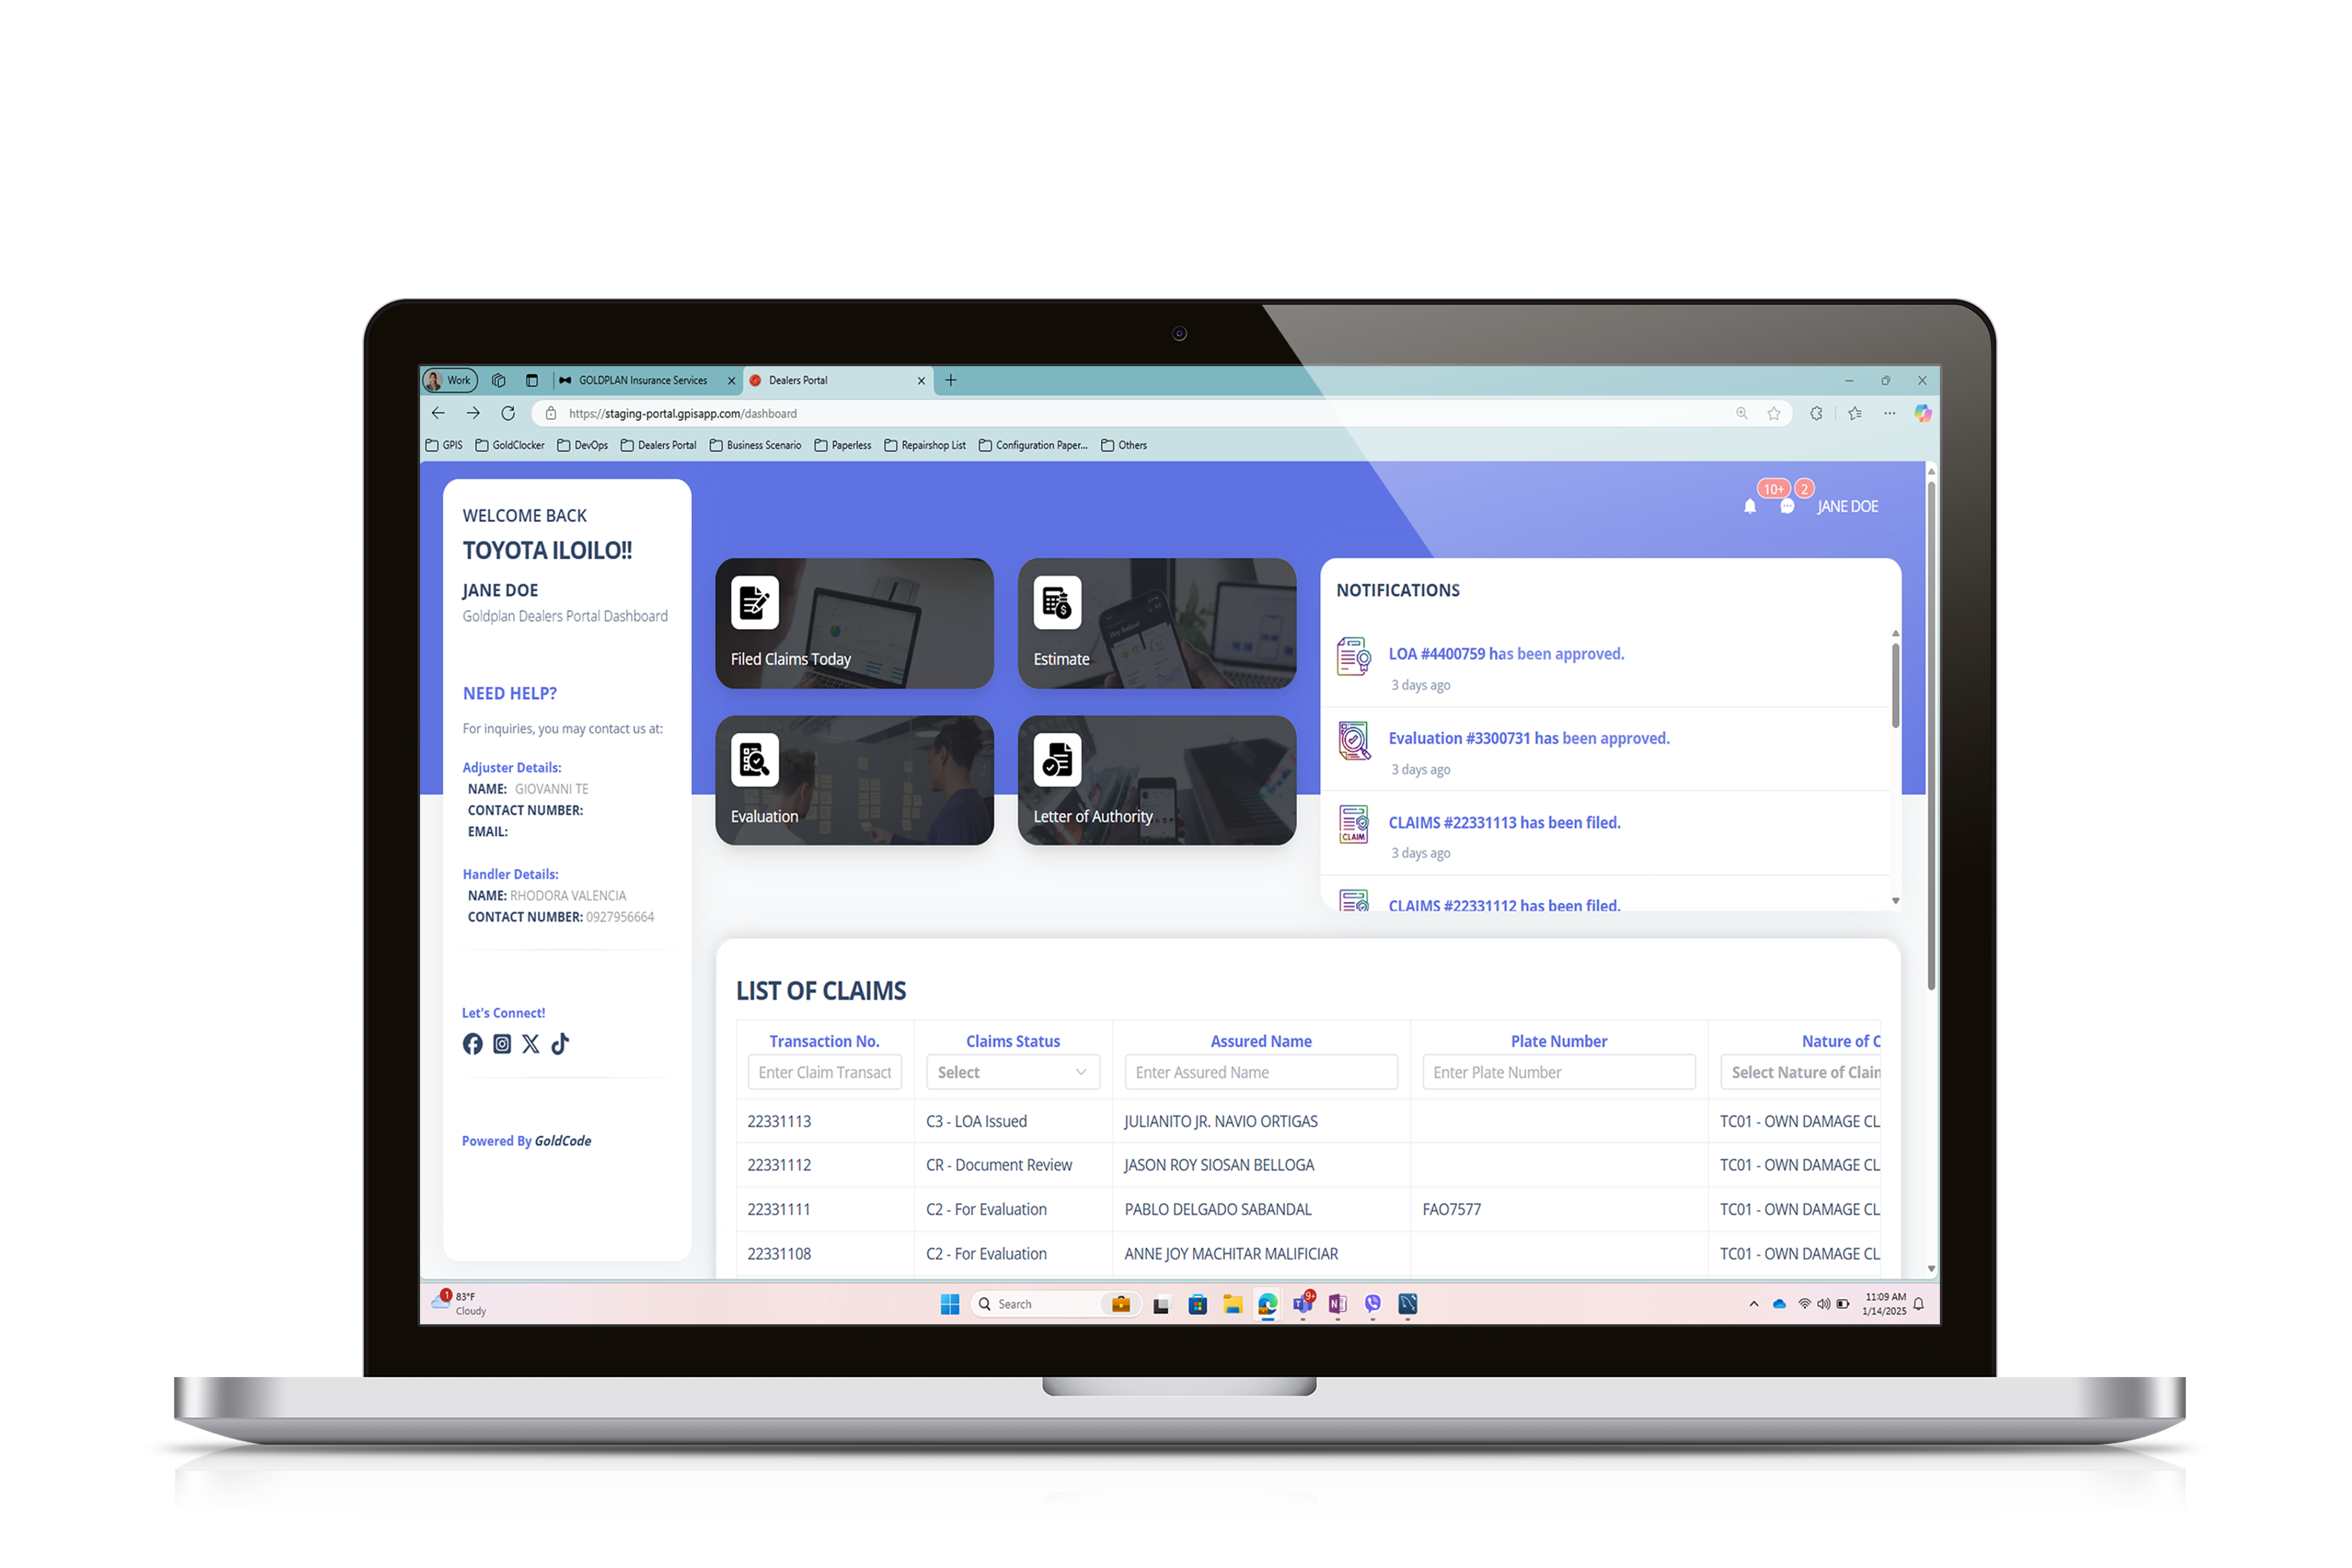 Work
GOLDPLAN Insurance Services
Dealers Portal
https://staging-portal.gpisapp.com/dashboard
GPIS
GoldClocker
DevOps
Dealers Portal
Business Scenario
Paperless
Repairshop List
Configuration Paper...
Others
10+
2
JANE DOE
WELCOME BACK
TOYOTA ILOILO!!
JANE DOE
Goldplan Dealers Portal Dashboard
NEED HELP?
For inquiries, you may contact us at:
Adjuster Details:
NAME: GIOVANNI TE
CONTACT NUMBER:
EMAIL:
Handler Details:
NAME: RHODORA VALENCIA
CONTACT NUMBER: 0927956664
Let's Connect!
Powered By GoldCode
Filed Claims Today
Estimate
Evaluation
Letter of Authority
NOTIFICATIONS
LOA #4400759 has been approved.
3 days ago
Evaluation #3300731 has been approved.
3 days ago
CLAIM
CLAIMS #22331113 has been filed.
3 days ago
CLAIMS #22331112 has been filed.
LIST OF CLAIMS
Transaction No. Claims Status Assured Name Plate Number Nature of C
Enter Claim Transact Select Enter Assured Name Enter Plate Number Select Nature of Clain
22331113 C3 - LOA Issued JULIANITO JR. NAVIO ORTIGAS TC01 - OWN DAMAGE CL
22331112 CR - Document Review JASON ROY SIOSAN BELLOGA TC01 - OWN DAMAGE CL
22331111 C2 - For Evaluation PABLO DELGADO SABANDAL FAO7577 TC01 - OWN DAMAGE CL
22331108 C2 - For Evaluation ANNE JOY MACHITAR MALIFICIAR TC01 - OWN DAMAGE CL
1
83°F
Cloudy
Search
9+
11:09 AM
1/14/2025